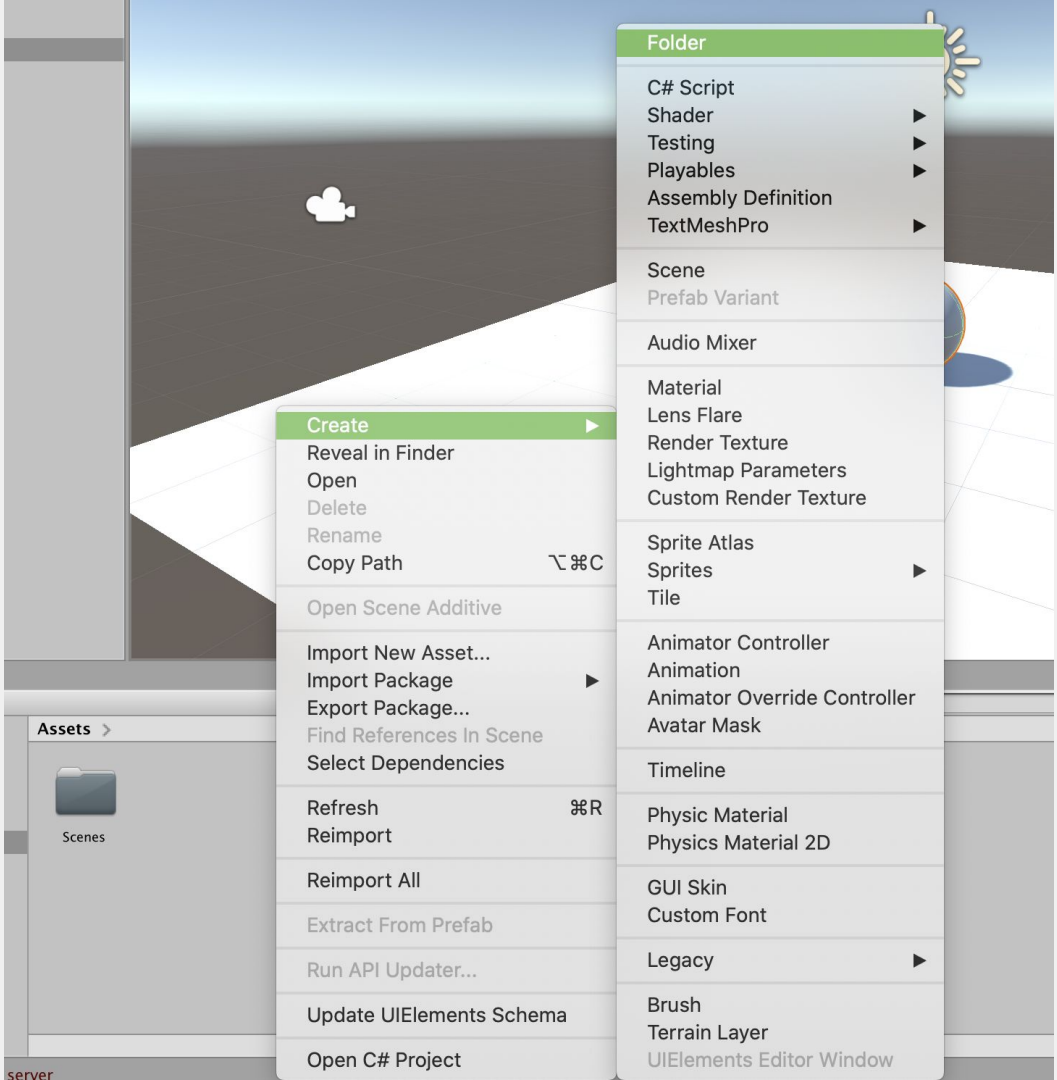 Folder
C# Script
Shader
Testing
Playables
Assembly Definition
TextMeshPro
Scene
Prefab Variant
Audio Mixer
Material
Lens Flare
Render Texture
Lightmap Parameters
Custom Render Texture
Sprite Atlas
Sprites
Tile
Animator Controller
Animation
Animator Override Controller
Avatar Mask
Timeline
Physic Material
Physics Material 2D
GUI Skin
Custom Font
Legacy
Brush
Terrain Layer
UIElements Editor Window
Create
Reveal in Finder
Open
Delete
Rename
Copy Path ⌥⌘C
Open Scene Additive
Import New Asset...
Import Package
Export Package...
Find References In Scene
Select Dependencies
Refresh ⌘R
Reimport
Reimport All
Extract From Prefab
Run API Updater...
Update UIElements Schema
Open C# Project
Assets
Scenes
server